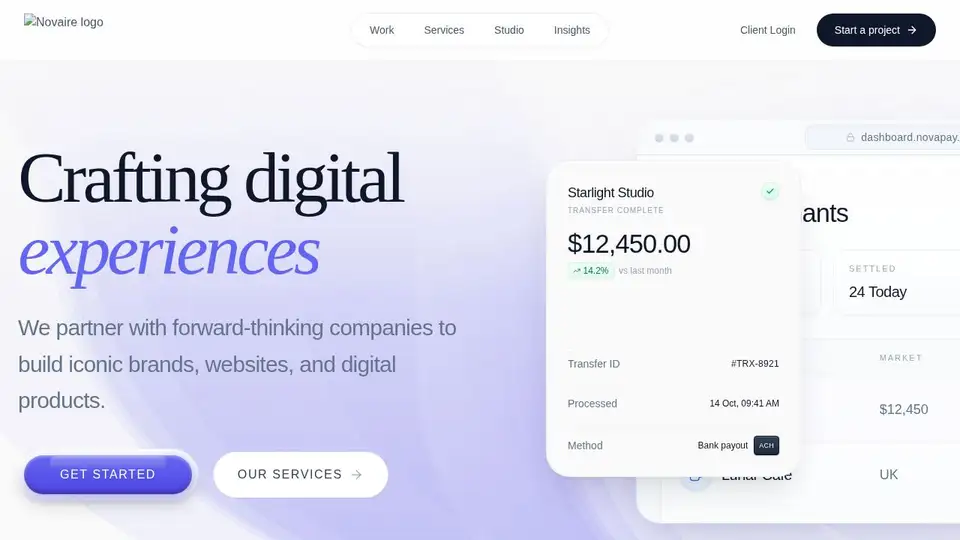 Novaire logo
Work
Services
Studio
Insights
Client Login
Start a project
Crafting digital
experiences
We partner with forward-thinking companies to
build iconic brands, websites, and digital
products.
GET STARTED
OUR SERVICES
dashboard.novapay.
Starlight Studio
TRANSFER COMPLETE
$12,450.00
14.2% vs last month
Transfer ID #TRX-8921
Processed 14 Oct, 09:41 AM
Method Bank payout ACH
ants
SETTLED
24 Today
MARKET
$12,450
UK